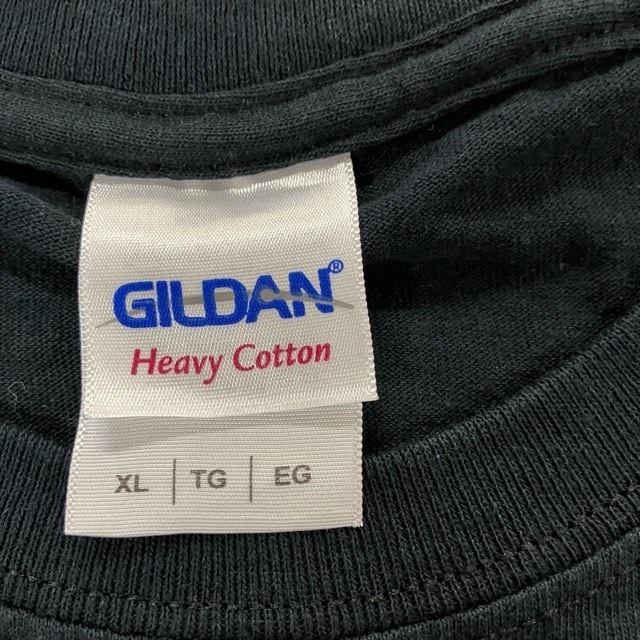 GILDAN®
Heavy Cotton
XL | TG | EG